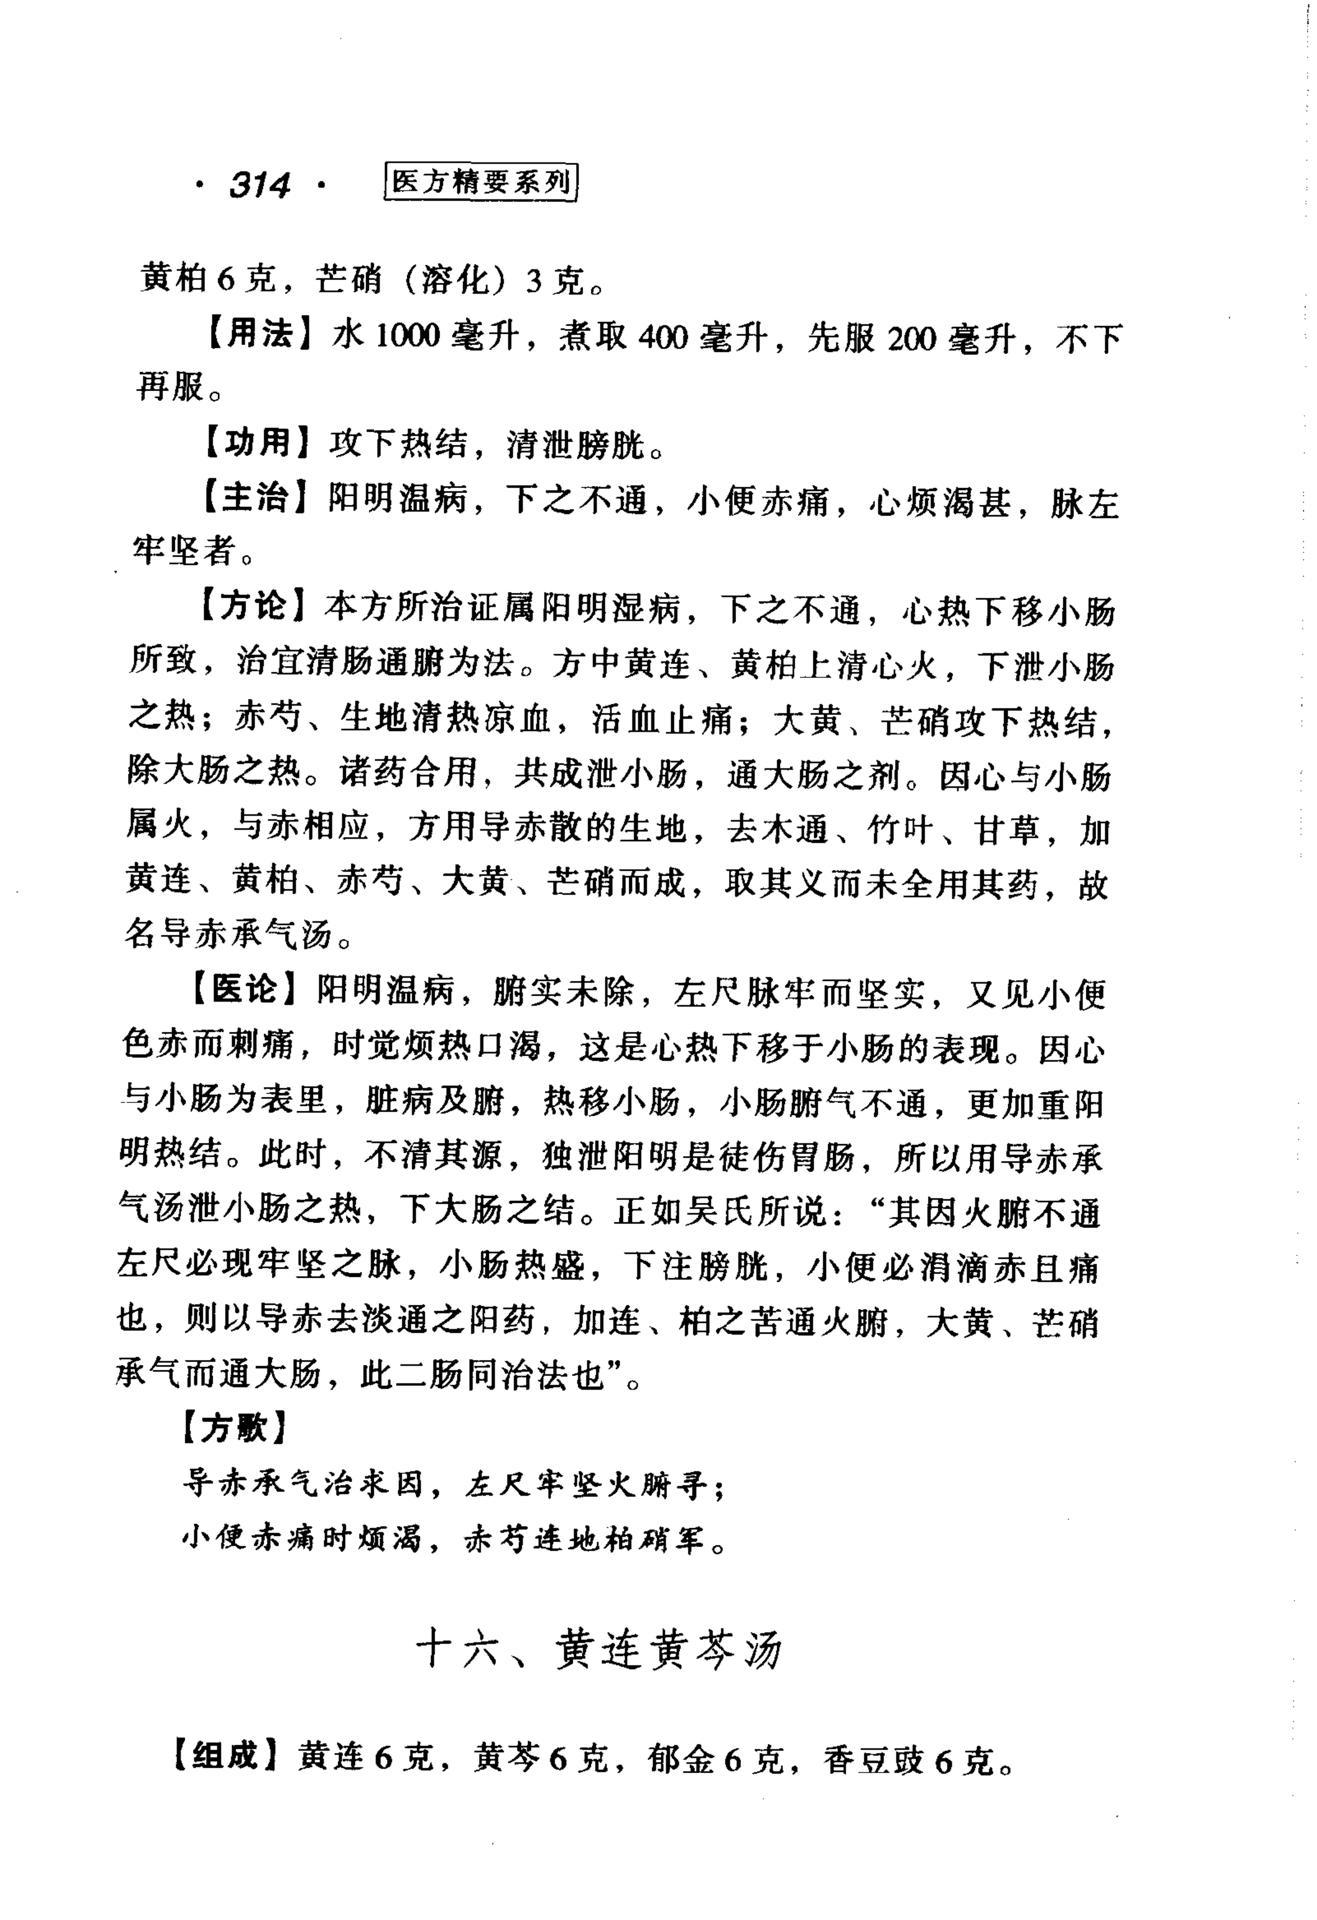 · 314 · 医方精要系列
黄柏6克，芒硝（溶化）3克。
【用法】水1000毫升，煮取400毫升，先服200毫升，不下
再服。
【功用】攻下热结，清泄膀胱。
【主治】阳明温病，下之不通，小便赤痛，心烦渴甚，脉左
牢坚者。
【方论】本方所治证属阳明湿病，下之不通，心热下移小肠
所致，治宜清肠通腑为法。方中黄连、黄柏上清心火，下泄小肠
之热；赤芍、生地清热凉血，活血止痛；大黄、芒硝攻下热结，
除大肠之热。诸药合用，共成泄小肠，通大肠之剂。因心与小肠
属火，与赤相应，方用导赤散的生地，去木通、竹叶、甘草，加
黄连、黄柏、赤芍、大黄、芒硝而成，取其义而未全用其药，故
名导赤承气汤。
【医论】阳明温病，腑实未除，左尺脉牢而坚实，又见小便
色赤而刺痛，时觉烦热口渴，这是心热下移于小肠的表现。因心
与小肠为表里，脏病及腑，热移小肠，小肠腑气不通，更加重阳
明热结。此时，不清其源，独泄阳明是徒伤胃肠，所以用导赤承
气汤泄小肠之热，下大肠之结。正如吴氏所说：“其因火腑不通
左尺必现牢坚之脉，小肠热盛，下注膀胱，小便必涓滴赤且痛
也，则以导赤去淡通之阳药，加连、柏之苦通火腑，大黄、芒硝
承气而通大肠，此二肠同治法也”。
【方歌】
导赤承气治求因，左尺牢坚火腑寻；
小便赤痛时烦渴，赤芍连地柏硝军。
十六、黄连黄芩汤
【组成】黄连6克，黄芩6克，郁金6克，香豆豉6克。